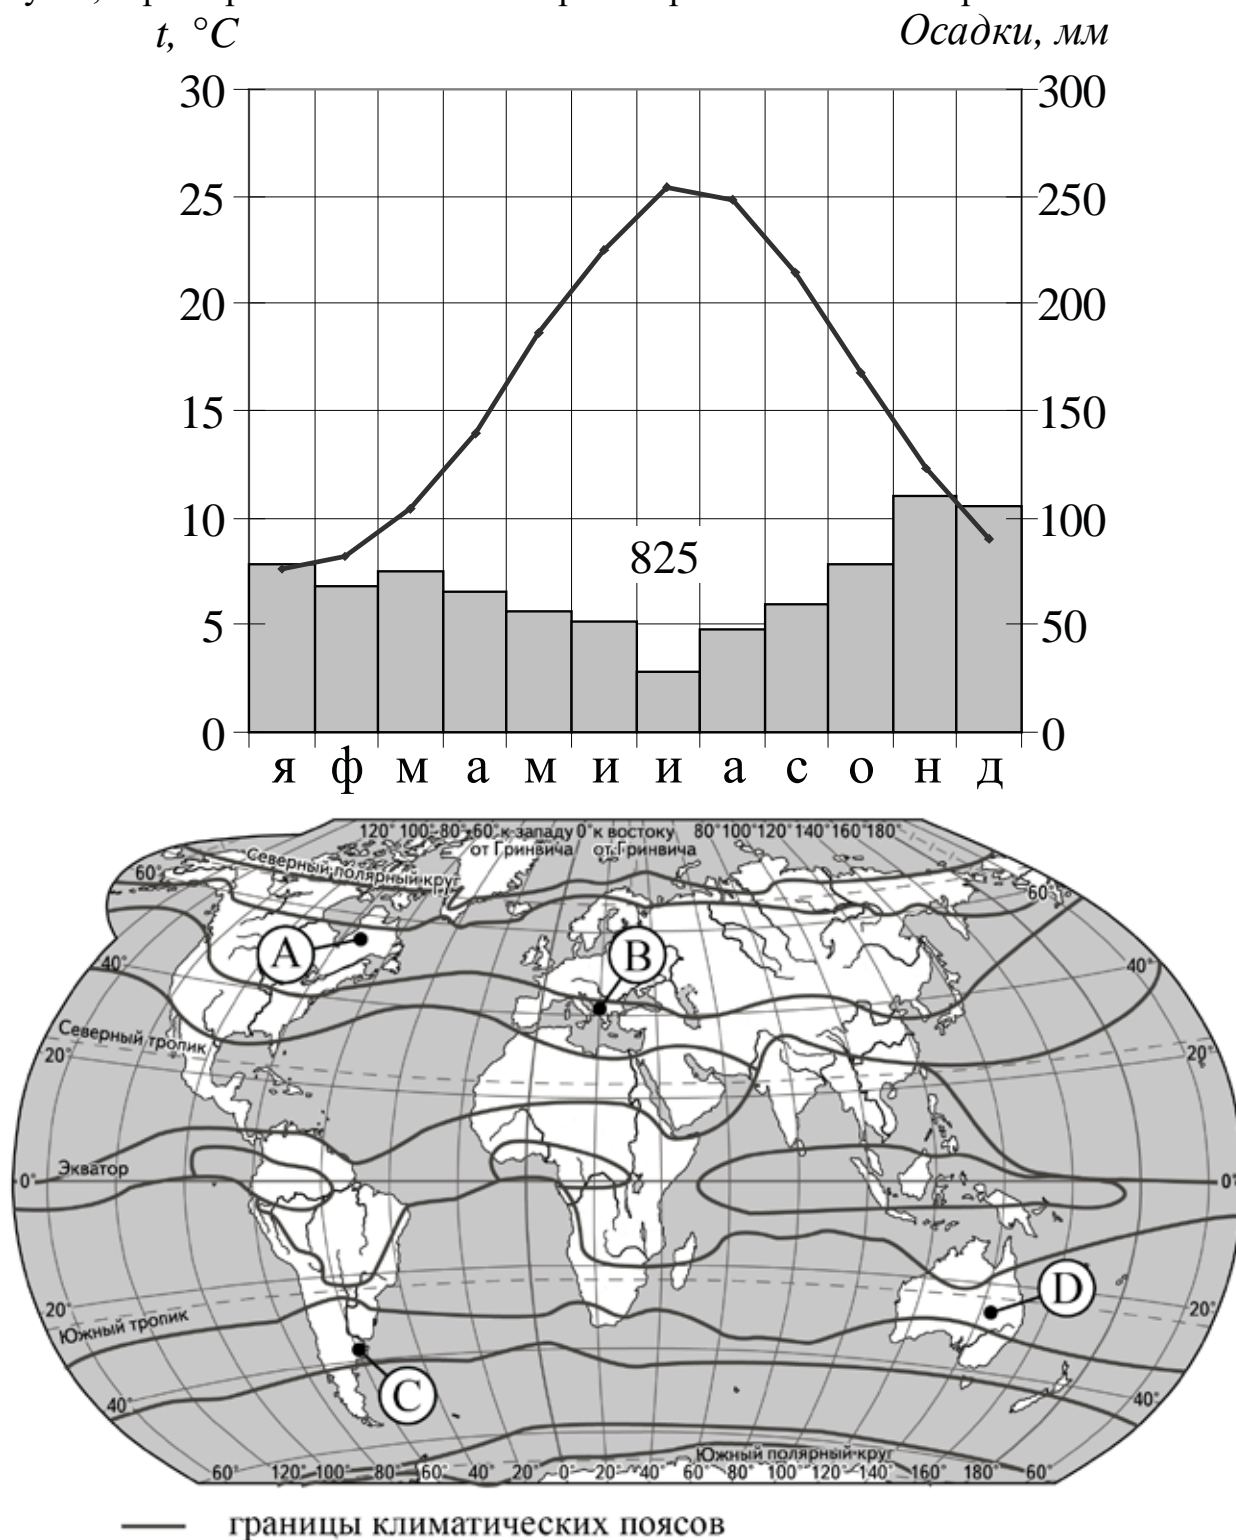 t, °C Осадки, мм
30 300
25 250
20 200
15 150
10 100
825
5 50
0 0
я ф м а м и и а с о н д
120° 100° 80° 60° к западу 0° к востоку 80° 100° 120° 140° 160° 180°
от Гринвича от Гринвича
Северный полярный круг
60° 60°
A B
40° 40°
Северный тропик
20° 20°
Экватор
0° 0°
D
20° 20°
Южный тропик
C
40° 40°
Южный полярный круг
60° 120° 100° 80° 60° 40° 20° 0° 20° 40° 60° 80° 100° 120° 140° 160° 180° 60°
границы климатических поясов